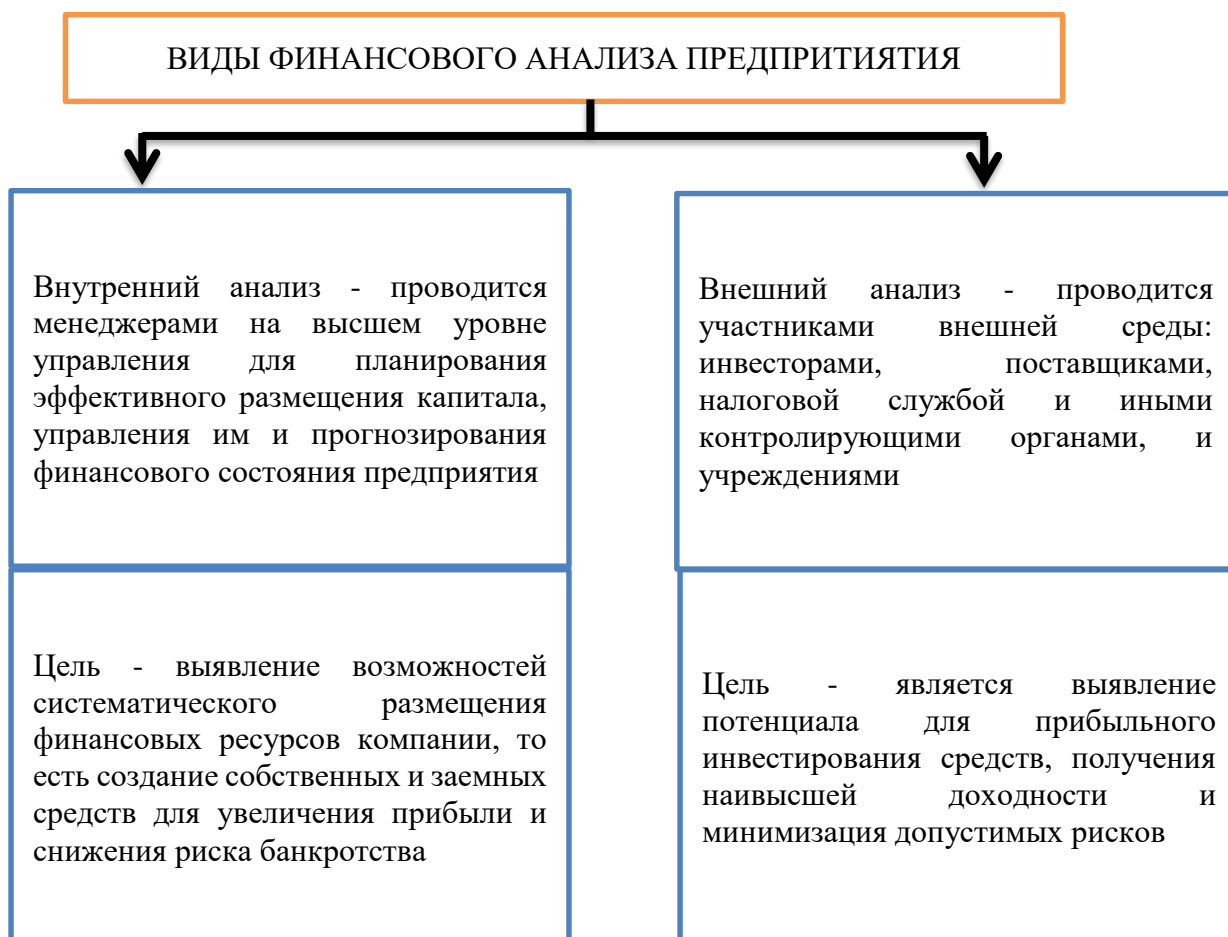 ВИДЫ ФИНАНСОВОГО АНАЛИЗА ПРЕДПРИТИЯТИЯ
Внутренний анализ - проводится
менеджерами на высшем уровне
управления для планирования
эффективного размещения капитала,
управления им и прогнозирования
финансового состояния предприятия
Внешний анализ - проводится
участниками внешней среды:
инвесторами, поставщиками,
налоговой службой и иными
контролирующими органами, и
учреждениями
Цель - выявление возможностей
систематического размещения
финансовых ресурсов компании, то
есть создание собственных и заемных
средств для увеличения прибыли и
снижения риска банкротства
Цель - является выявление
потенциала для прибыльного
инвестирования средств, получения
наивысшей доходности и
минимизация допустимых рисков